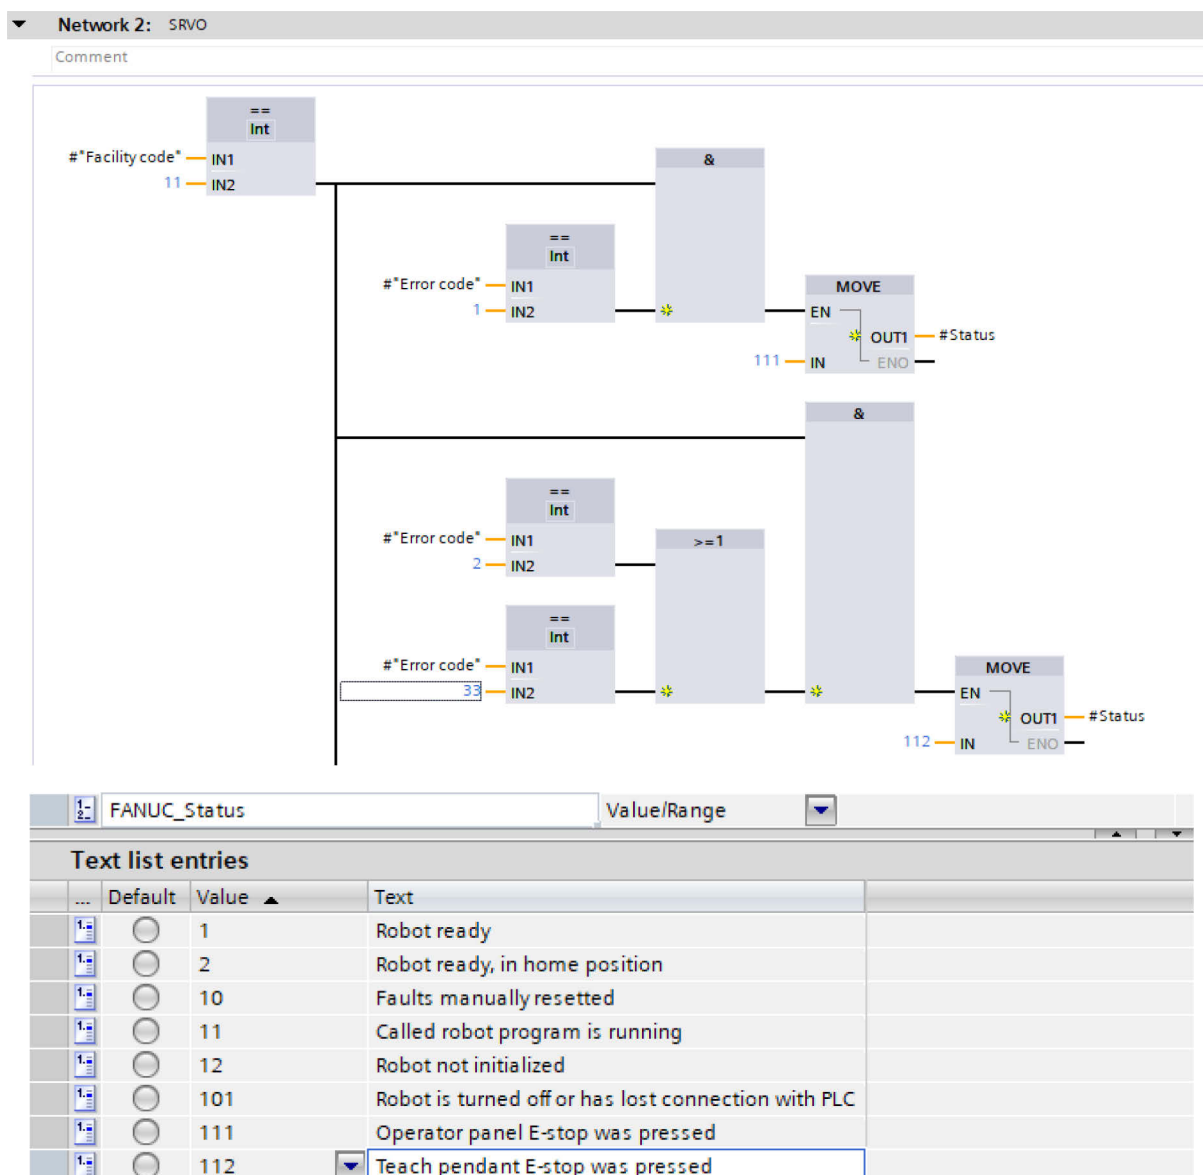 Network 2: SRVO
Comment
==
Int
#"Facility code" IN1
11 IN2
&
==
Int
#"Error code" IN1
1 IN2
MOVE
EN
OUT1 #Status
111 IN ENO
&
==
Int
#"Error code" IN1
2 IN2
>=1
==
Int
#"Error code" IN1
33 IN2
MOVE
EN
OUT1 #Status
112 IN ENO
FANUC_Status Value/Range
Text list entries
... Default Value Text
1 Robot ready
2 Robot ready, in home position
10 Faults manually resetted
11 Called robot program is running
12 Robot not initialized
101 Robot is turned off or has lost connection with PLC
111 Operator panel E-stop was pressed
112 Teach pendant E-stop was pressed